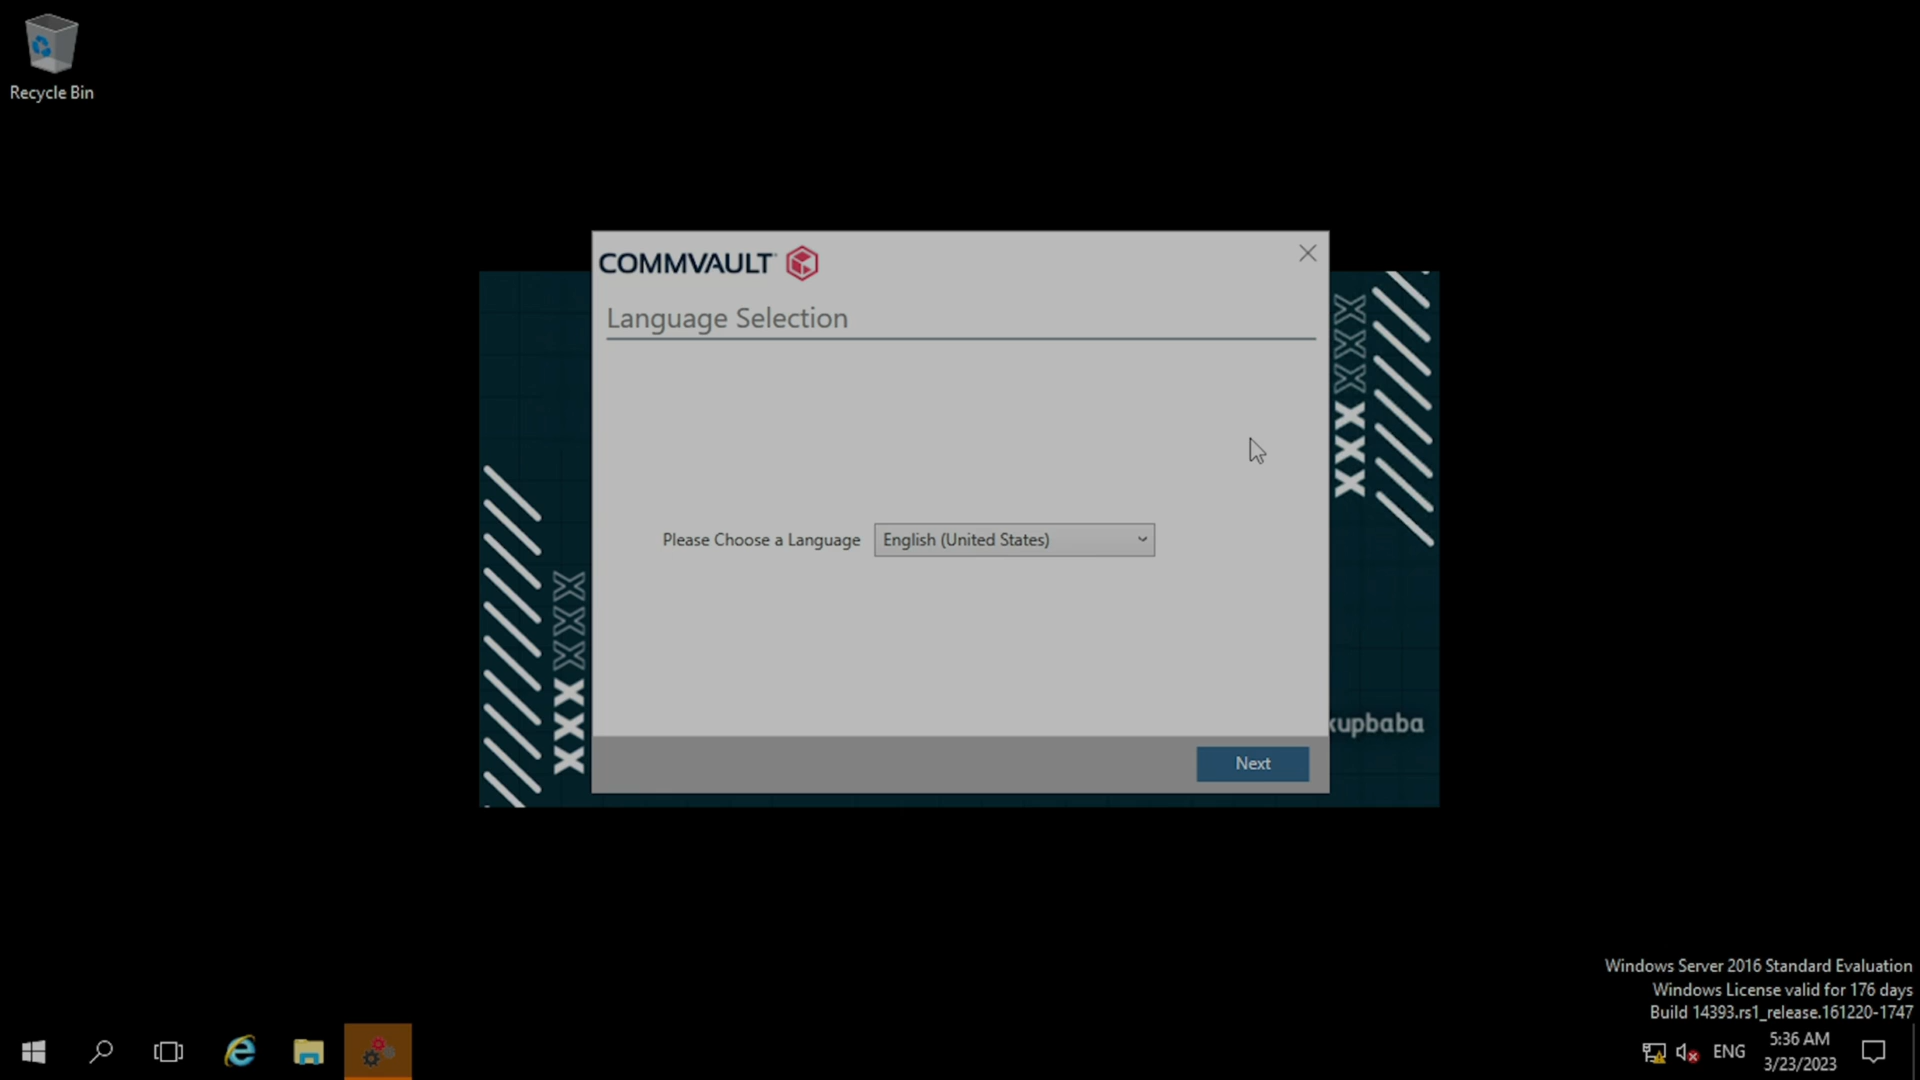 Recycle Bin
COMMVAULT
Language Selection
Please Choose a Language
English (United States)
kupbaba
Next
Windows Server 2016 Standard Evaluation
Windows License valid for 176 days
Build 14393.rs1_release.161220-1747
ENG
5:36 AM
3/23/2023